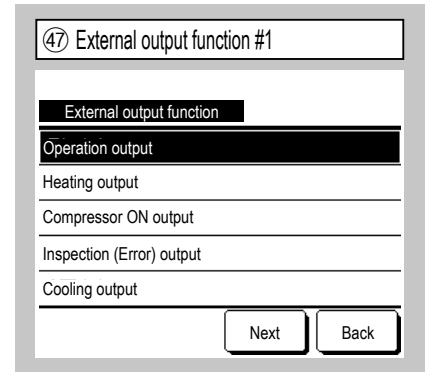 ㊼ External output function #1
External output function
Operation output
Heating output
Compressor ON output
Inspection (Error) output
Cooling output
Next Back